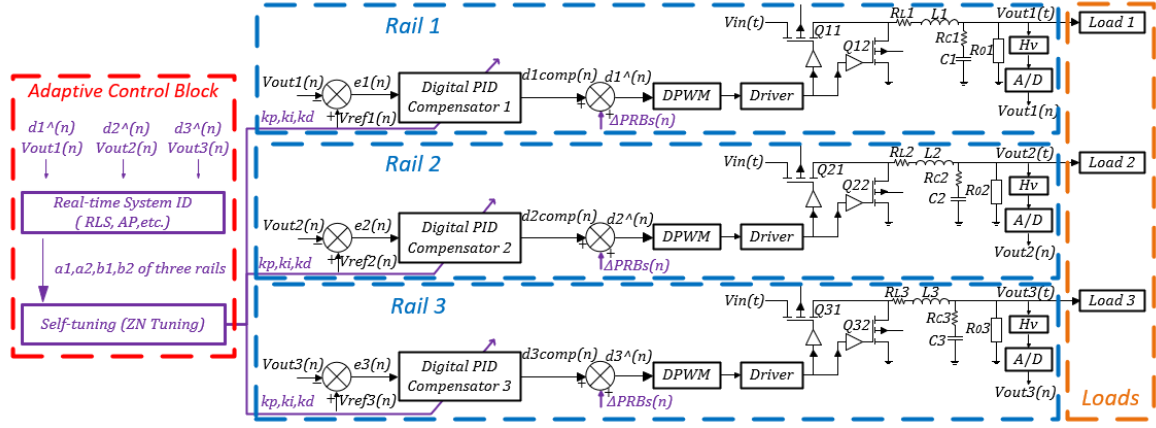 Adaptive Control Block
d1^(n) d2^(n) d3^(n)
Vout1(n) Vout2(n) Vout3(n)
Real-time System ID
( RLS, AP,etc.)
a1,a2,b1,b2 of three rails
Self-tuning (ZN Tuning)
Rail 1
Vout1(n)
e1(n)
Vref1(n)
kp,ki,kd
Digital PID
Compensator 1
d1comp(n)
d1^(n)
ΔPRBs(n)
DPWM
Driver
Vin(t)
Q11
Q12
RL1
L1
RC1
C1
Ro1
Vout1(t)
Hv
A/D
Vout1(n)
Load 1
Rail 2
Vout2(n)
e2(n)
Vref2(n)
kp,ki,kd
Digital PID
Compensator 2
d2comp(n)
d2^(n)
ΔPRBs(n)
DPWM
Driver
Vin(t)
Q21
Q22
RL2
L2
RC2
C2
Ro2
Vout2(t)
Hv
A/D
Vout2(n)
Load 2
Rail 3
Vout3(n)
e3(n)
Vref3(n)
kp,ki,kd
Digital PID
Compensator 3
d3comp(n)
d3^(n)
ΔPRBs(n)
DPWM
Driver
Vin(t)
Q31
Q32
RL3
L3
RC3
C3
Ro3
Vout3(t)
Hv
A/D
Vout3(n)
Load 3
Loads